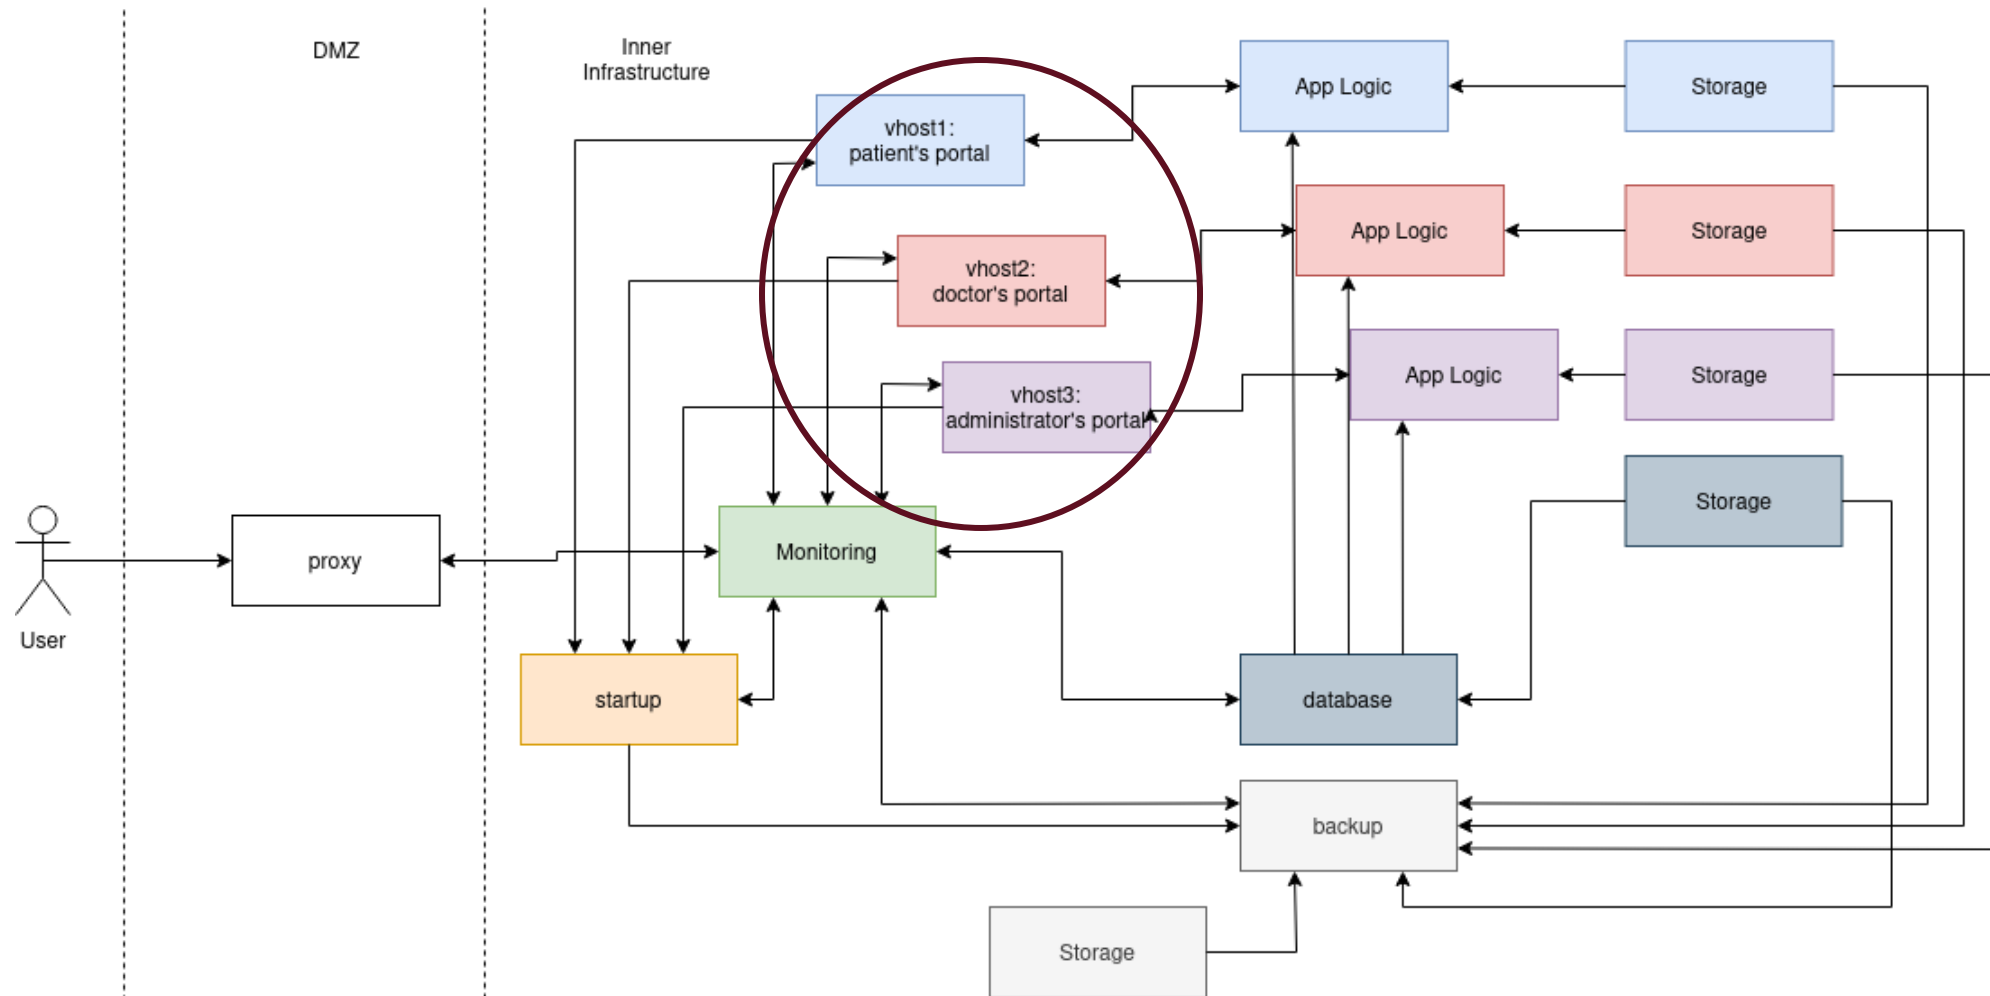 DMZ
Inner
Infrastructure
vhost1:
patient's portal
App Logic
Storage
vhost2:
doctor's portal
App Logic
Storage
vhost3:
administrator's portal
App Logic
Storage
Storage
User
proxy
Monitoring
startup
database
backup
Storage